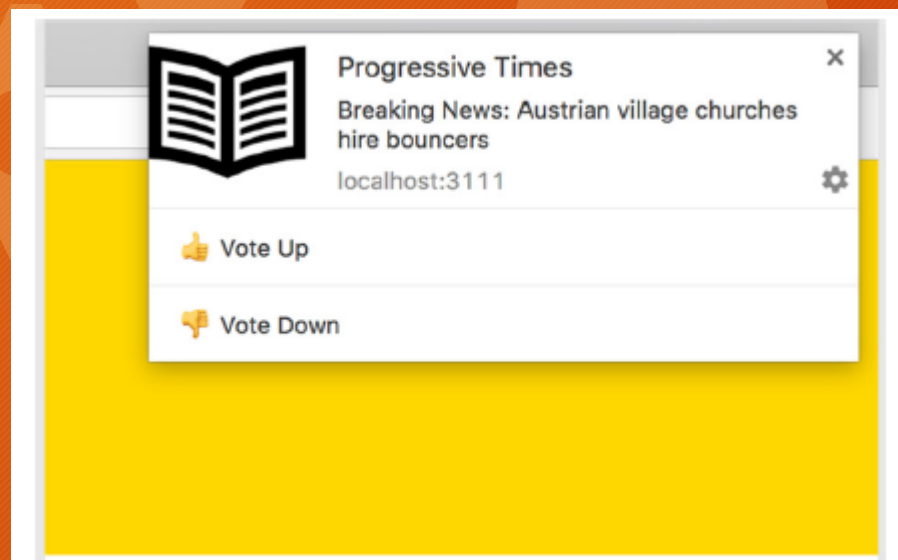 Progressive Times
Breaking News: Austrian village churches
hire bouncers
localhost:3111
👍 Vote Up
👎 Vote Down